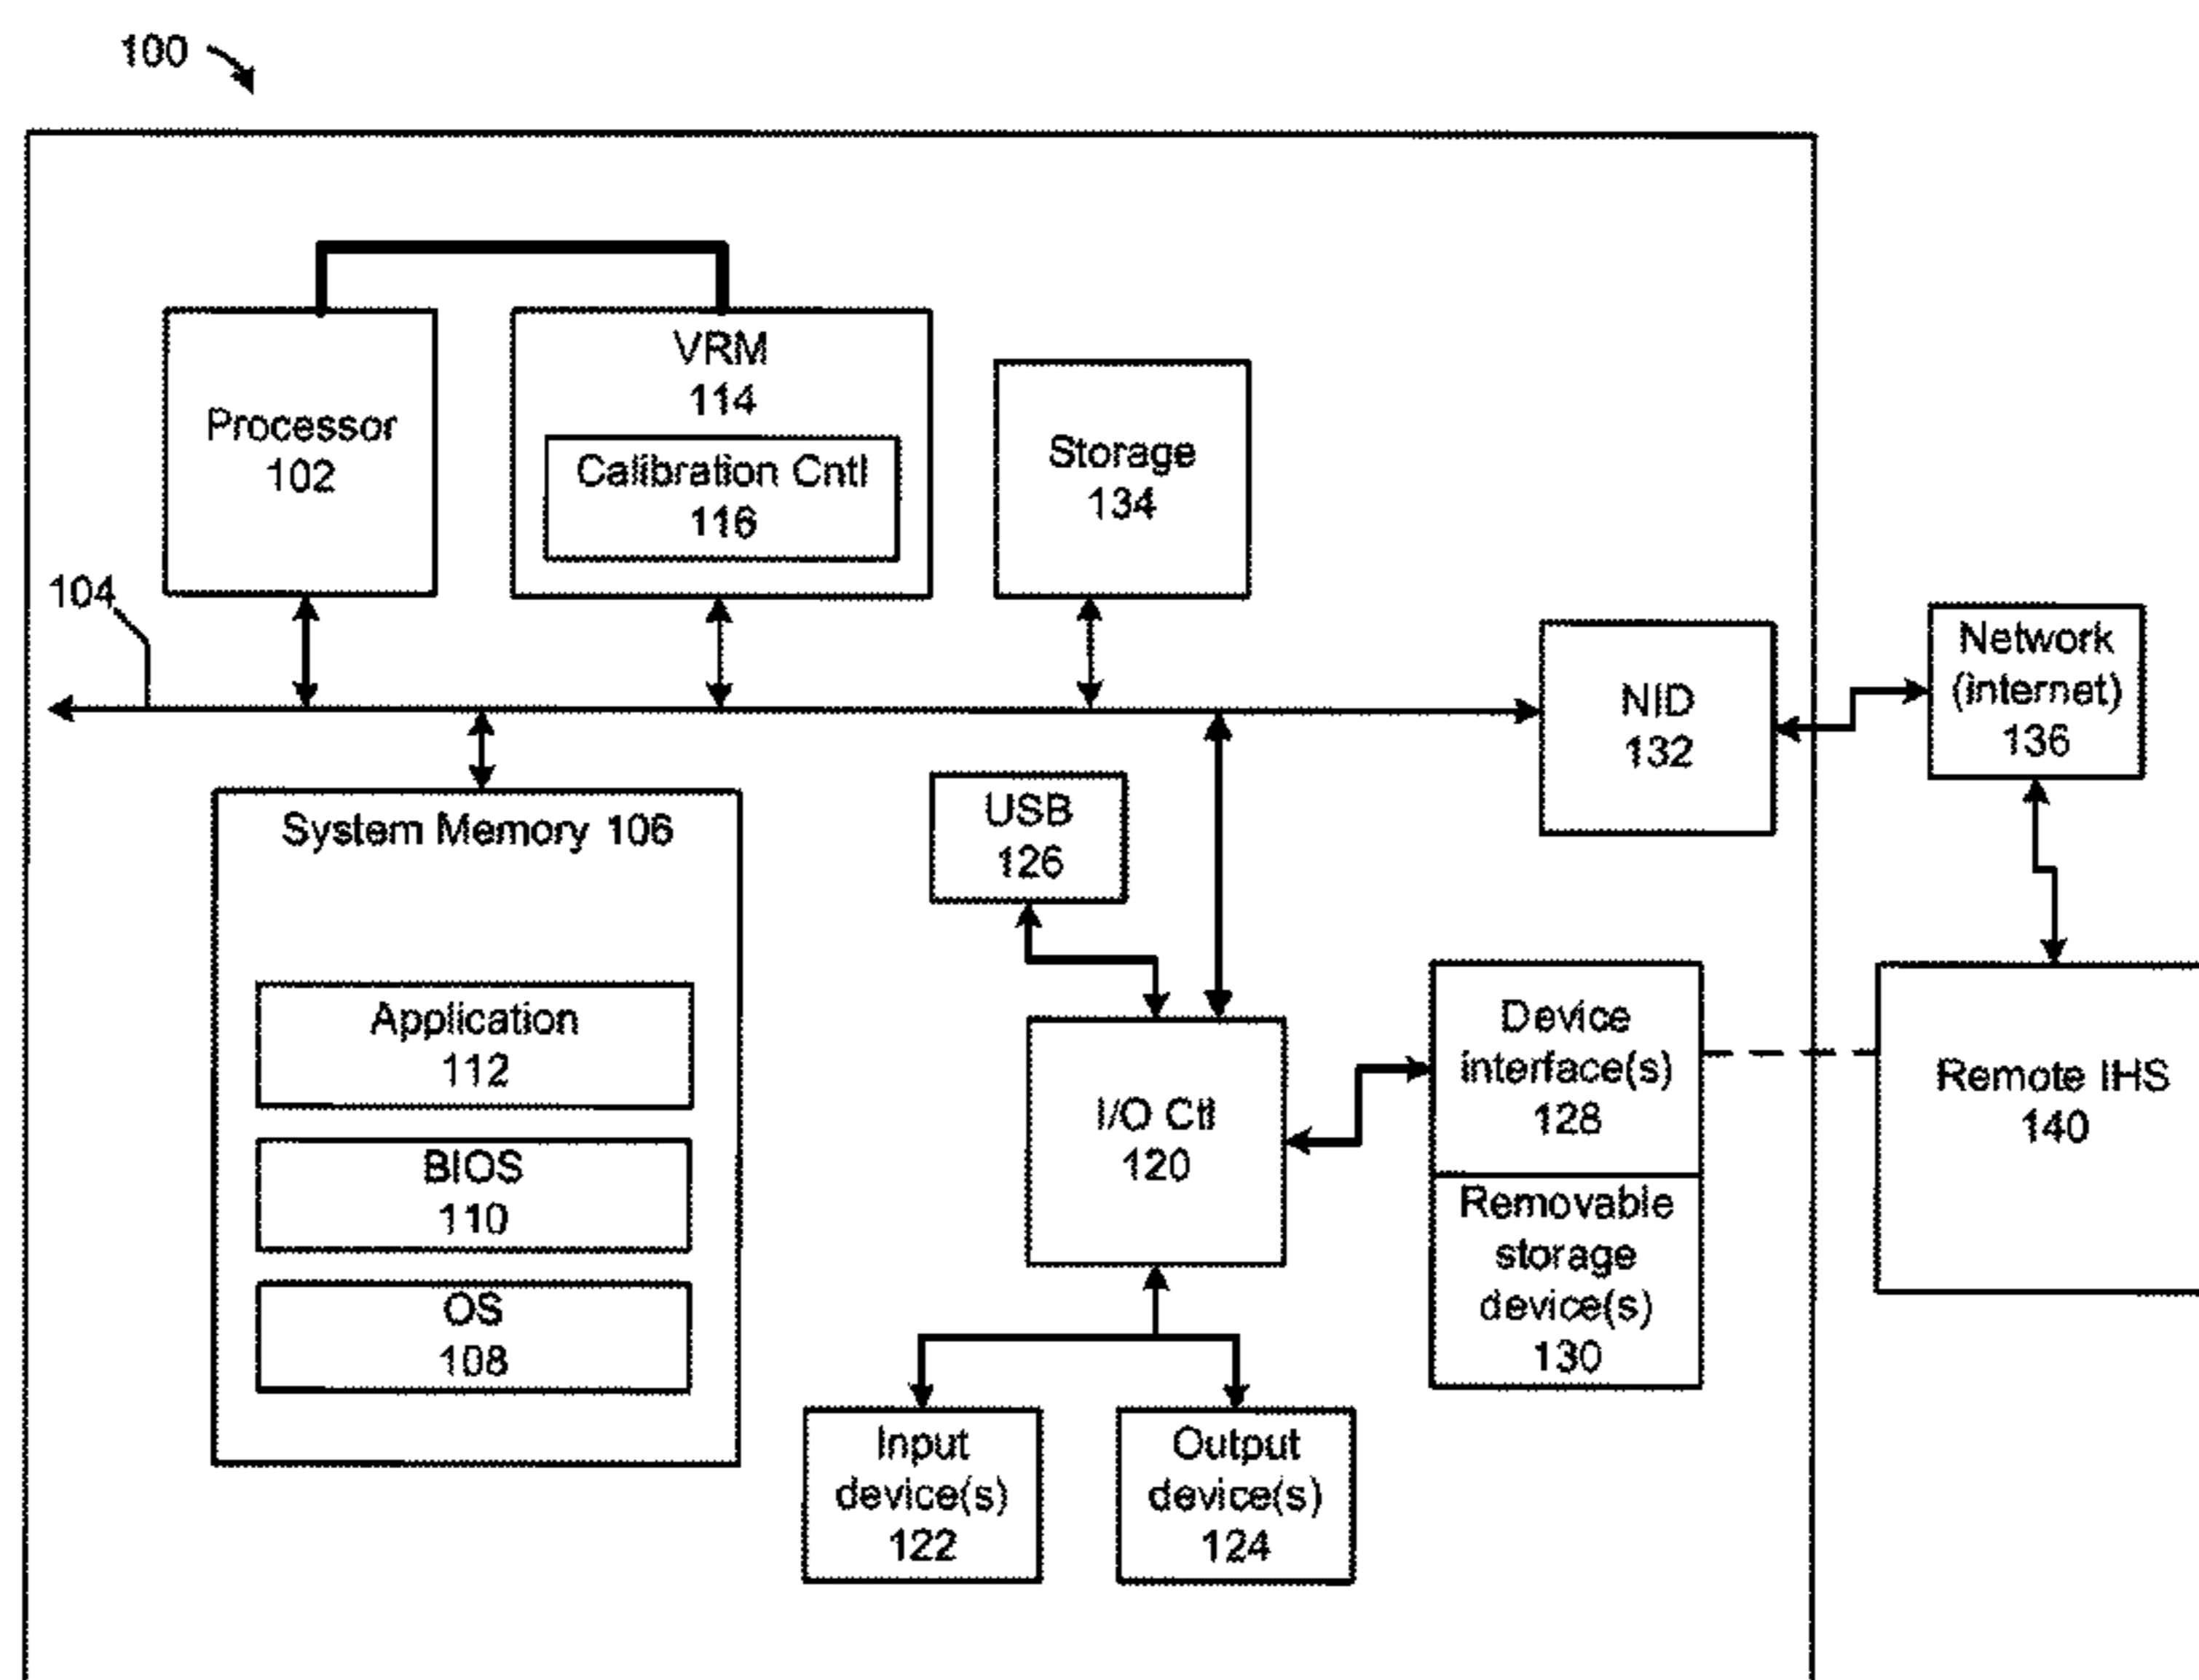 100
Processor
102
VRM
114
Calibration Cntl
116
Storage
134
104
NID
132
Network
(internet)
136
System Memory 106
Application
112
BIOS
110
OS
108
USB
126
I/O Ctl
120
Device
interface(s)
128
Removable
storage
device(s)
130
Remote IHS
140
Input
device(s)
122
Output
device(s)
124